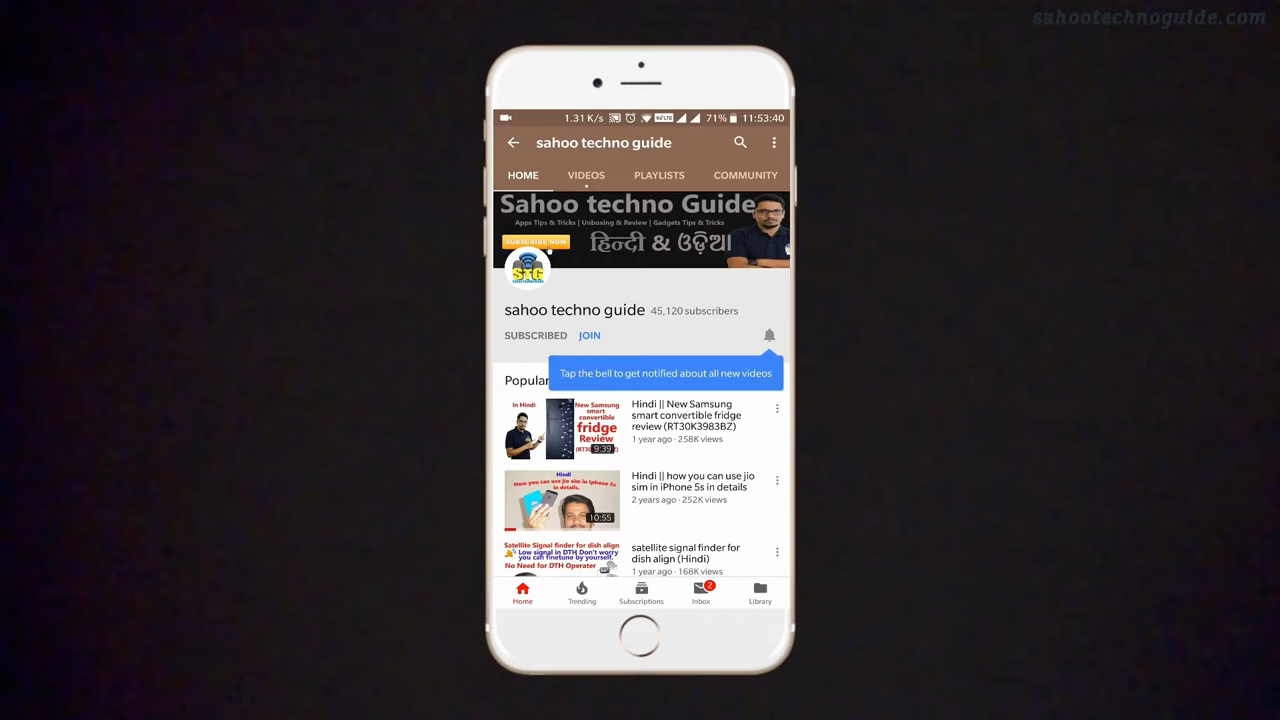 sahootechnoguide.com
1.31 K/s VoLTE 71% 11:53:40
sahoo techno guide
HOME VIDEOS PLAYLISTS COMMUNITY
Sahoo techno Guide
Apps Tips & Tricks | Unboxing & Review | Gadgets Tips & Tricks
SUBSCRIBE NOW
हिन्दी & ଓଡ଼ିଆ
STG
sahoo techno guide 45,120 subscribers
SUBSCRIBED JOIN
Tap the bell to get notified about all new videos
Popular
In Hindi
New Samsung
smart
convertible
fridge
Review
9:39
Hindi || New Samsung
smart convertible fridge
review (RT30K3983BZ)
1 year ago · 258K views
Hindi
How you can use jio sim in Iphone 5s
in details.
10:55
Hindi || how you can use jio
sim in iPhone 5s in details
2 years ago · 252K views
Satellite Signal finder for dish align
Low signal in DTH Don't worry
you can finetune by yourself.
No Need for DTH Operator
satellite signal finder for
dish align (Hindi)
1 year ago · 168K views
2
Home Trending Subscriptions Inbox Library